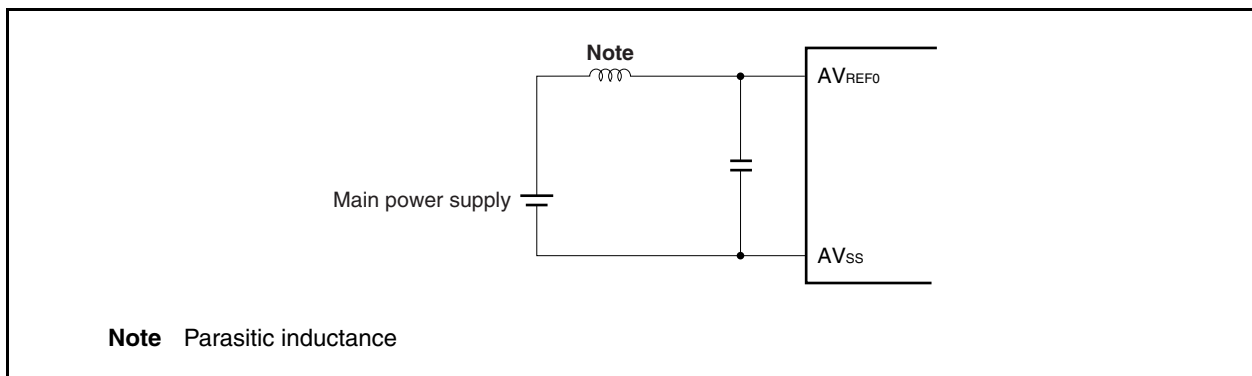 Note
AVREF0
Main power supply
AVSS
Note Parasitic inductance